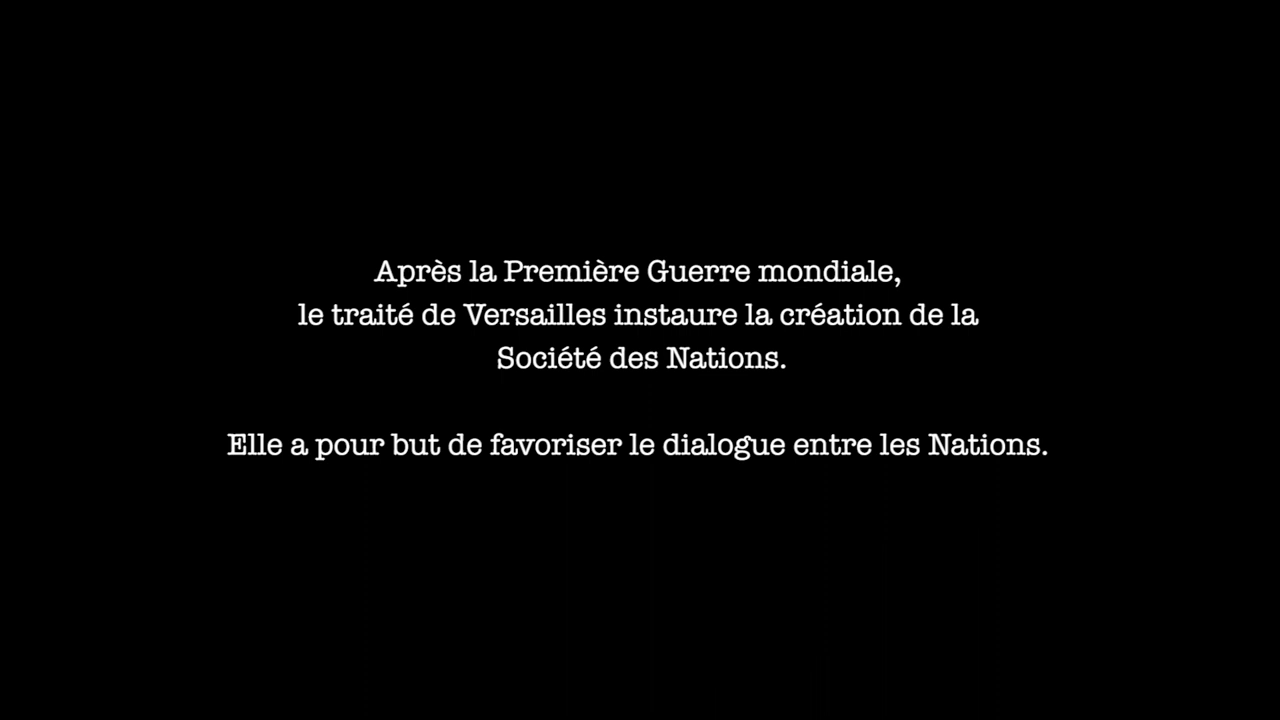 Après la Première Guerre mondiale,
le traité de Versailles instaure la création de la
Société des Nations.
Elle a pour but de favoriser le dialogue entre les Nations.